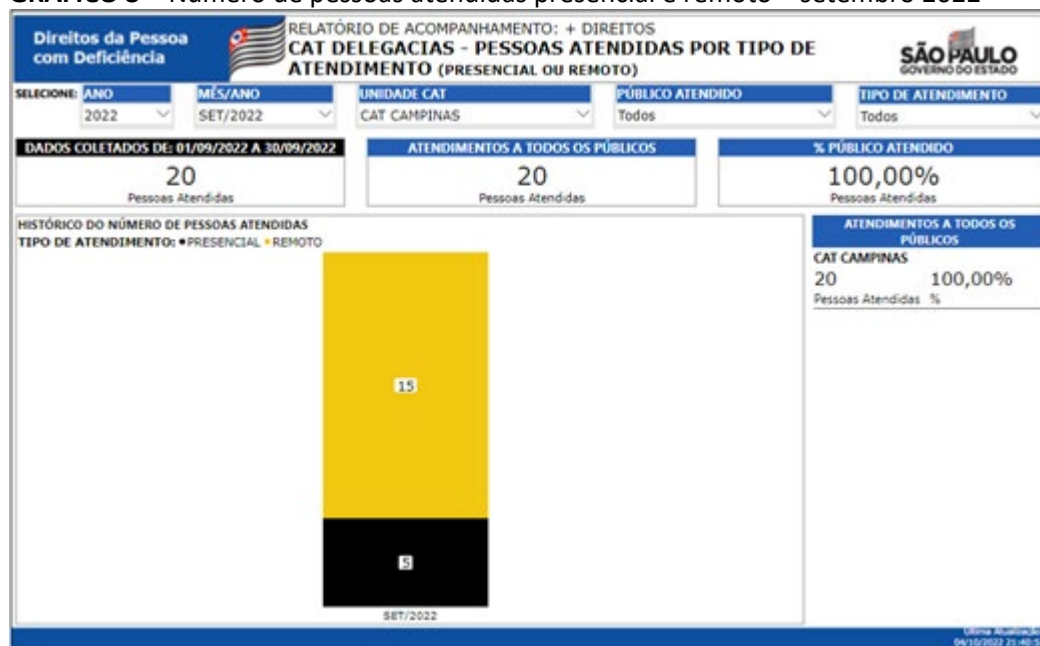 GRÁFICO 3 – Número de pessoas atendidas presencial e remoto – setembro 2022
Direitos da Pessoa
com Deficiência
RELATÓRIO DE ACOMPANHAMENTO: + DIREITOS
CAT DELEGACIAS - PESSOAS ATENDIDAS POR TIPO DE
ATENDIMENTO (PRESENCIAL OU REMOTO)
SÃO PAULO
GOVERNO DO ESTADO
SELECIONE: ANO MÊS/ANO UNIDADE CAT PÚBLICO ATENDIDO TIPO DE ATENDIMENTO
2022 SET/2022 CAT CAMPINAS Todos Todos
DADOS COLETADOS DE: 01/09/2022 A 30/09/2022
20
Pessoas Atendidas
ATENDIMENTOS A TODOS OS PÚBLICOS
20
Pessoas Atendidas
% PÚBLICO ATENDIDO
100,00%
Pessoas Atendidas
HISTÓRICO DO NÚMERO DE PESSOAS ATENDIDAS
TIPO DE ATENDIMENTO: PRESENCIAL REMOTO
15
5
SET/2022
ATENDIMENTOS A TODOS OS
PÚBLICOS
CAT CAMPINAS
20 100,00%
Pessoas Atendidas %
Última Atualização
04/10/2022